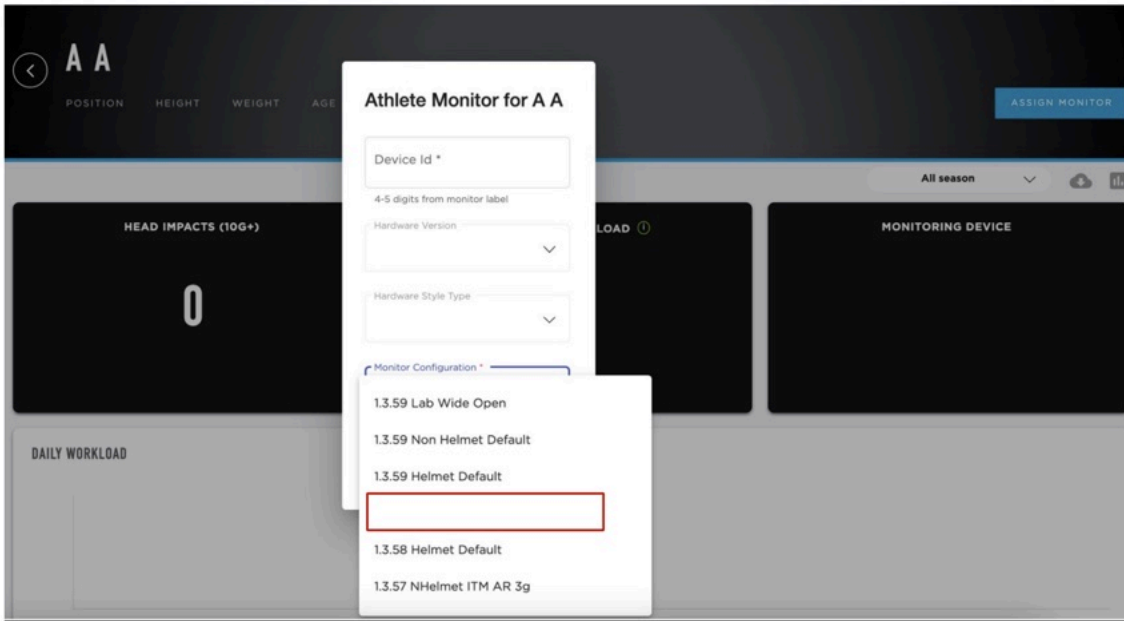 A A
POSITION HEIGHT WEIGHT AGE
ASSIGN MONITOR
Athlete Monitor for A A
Device Id *
4-5 digits from monitor label
Hardware Version
Hardware Style Type
Monitor Configuration *
1.3.59 Lab Wide Open
1.3.59 Non Helmet Default
1.3.59 Helmet Default
1.3.58 Helmet Default
1.3.57 NHelmet ITM AR 3g
All season
HEAD IMPACTS (10G+)
0
LOAD
MONITORING DEVICE
DAILY WORKLOAD